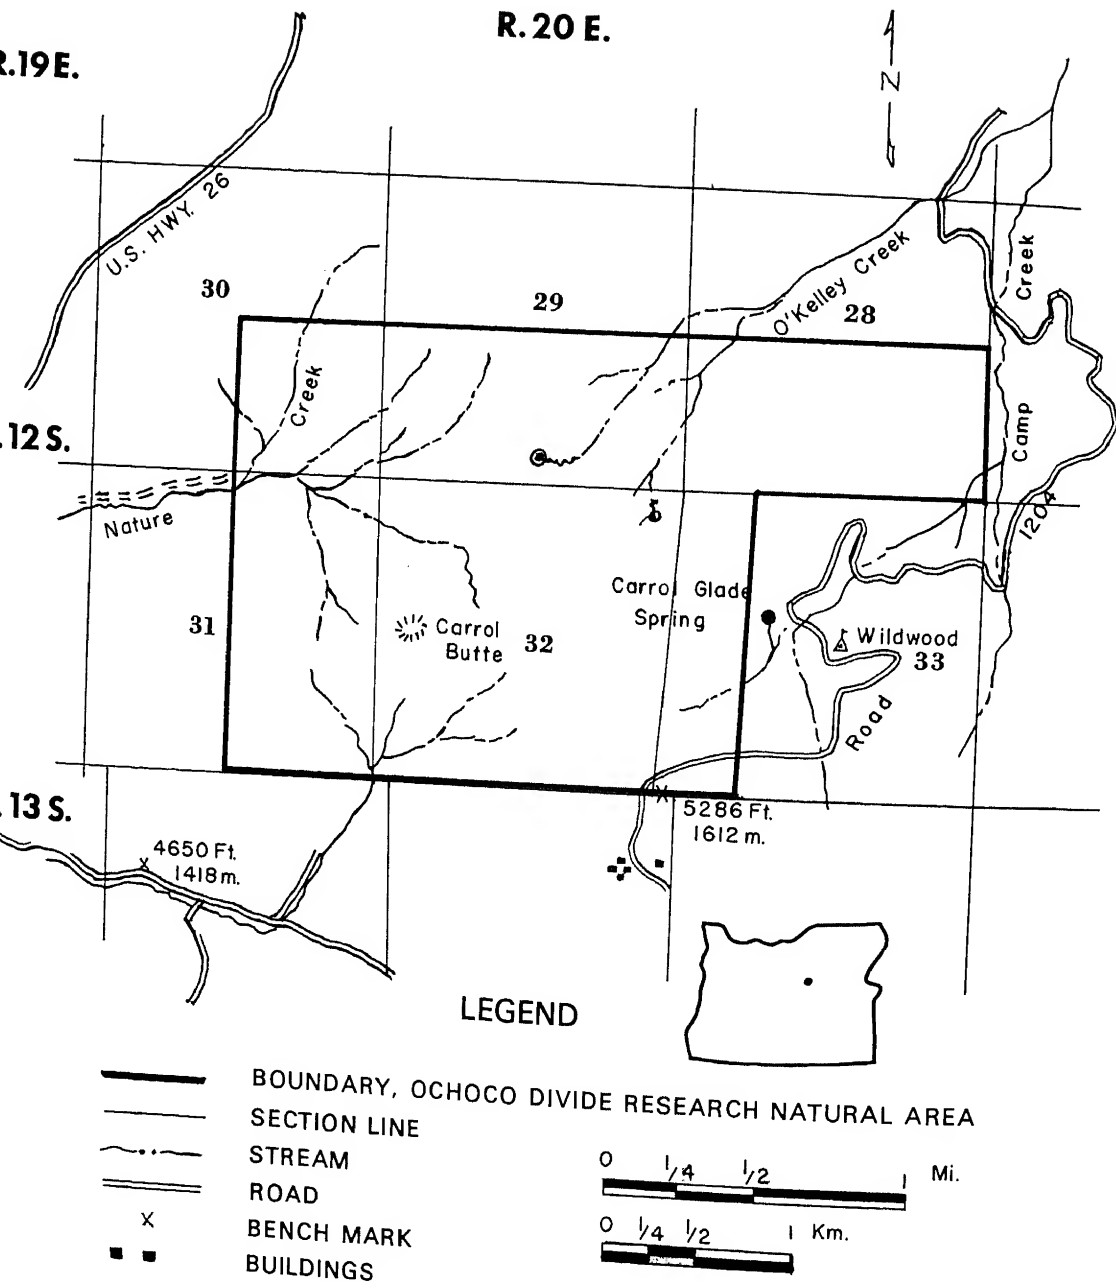 R. 20 E.
R.19E.
N
U.S. HWY. 26
30
29
O'Kelley Creek
28
Creek
Creek
. 12 S.
Camp
Nature
1204
Carrol Glade
Spring
31
Carrol
Butte
32
Wildwood
33
Road
. 13 S.
5286 Ft.
1612 m.
4650 Ft.
1418m.
LEGEND
BOUNDARY, OCHOCO DIVIDE RESEARCH NATURAL AREA
SECTION LINE
STREAM
ROAD
BENCH MARK
BUILDINGS
0 1/4 1/2 1 Mi.
0 1/4 1/2 1 Km.